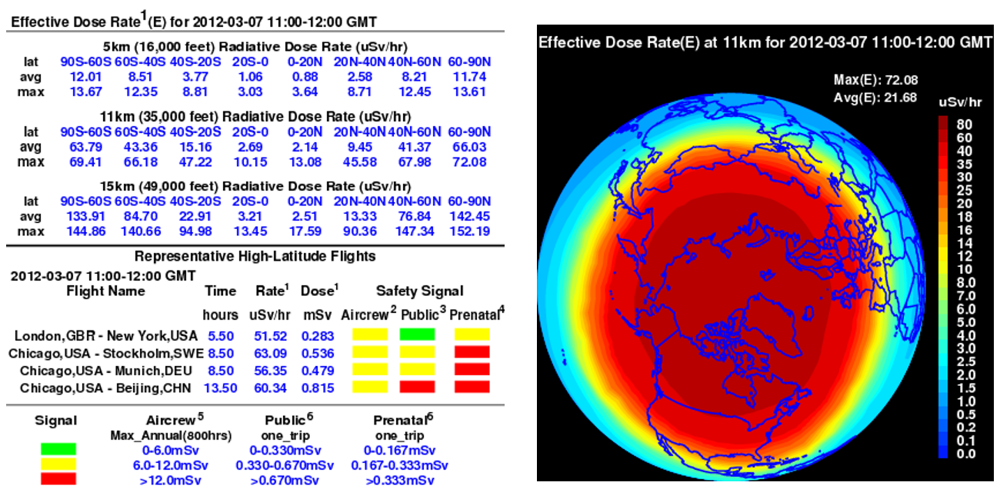 Effective Dose Rate1(E) for 2012-03-07 11:00-12:00 GMT
5km (16,000 feet) Radiative Dose Rate (uSv/hr)
lat 90S-60S 60S-40S 40S-20S 20S-0 0-20N 20N-40N 40N-60N 60-90N
avg 12.01 8.51 3.77 1.06 0.88 2.58 8.21 11.74
max 13.67 12.35 8.81 3.03 3.64 8.71 12.45 13.61
11km (35,000 feet) Radiative Dose Rate (uSv/hr)
lat 90S-60S 60S-40S 40S-20S 20S-0 0-20N 20N-40N 40N-60N 60-90N
avg 63.79 43.36 15.16 2.69 2.14 9.45 41.37 66.03
max 69.41 66.18 47.22 10.15 13.08 45.58 67.98 72.08
15km (49,000 feet) Radiative Dose Rate (uSv/hr)
lat 90S-60S 60S-40S 40S-20S 20S-0 0-20N 20N-40N 40N-60N 60-90N
avg 133.91 84.70 22.91 3.21 2.51 13.33 76.84 142.45
max 144.86 140.66 94.98 13.45 17.59 90.36 147.34 152.19
Representative High-Latitude Flights
2012-03-07 11:00-12:00 GMT
Flight Name Time Rate1 Dose1 Safety Signal
hours uSv/hr mSv Aircrew2 Public3 Prenatal4
London,GBR - New York,USA 5.50 51.52 0.283
Chicago,USA - Stockholm,SWE 8.50 63.09 0.536
Chicago,USA - Munich,DEU 8.50 56.35 0.479
Chicago,USA - Beijing,CHN 13.50 60.34 0.815
Signal Aircrew5 Public6 Prenatal6
Max_Annual(800hrs) one_trip one_trip
0-6.0mSv 0-0.330mSv 0-0.167mSv
6.0-12.0mSv 0.330-0.670mSv 0.167-0.333mSv
>12.0mSv >0.670mSv >0.333mSv
Effective Dose Rate(E) at 11km for 2012-03-07 11:00-12:00 GMT
Max(E): 72.08
Avg(E): 21.68
uSv/hr
80
60
40
35
30
25
20
18
16
14
12
10
8.0
7.0
6.0
5.0
4.0
3.0
2.5
2.0
1.5
1.0
0.5
0.2
0.1
0.0